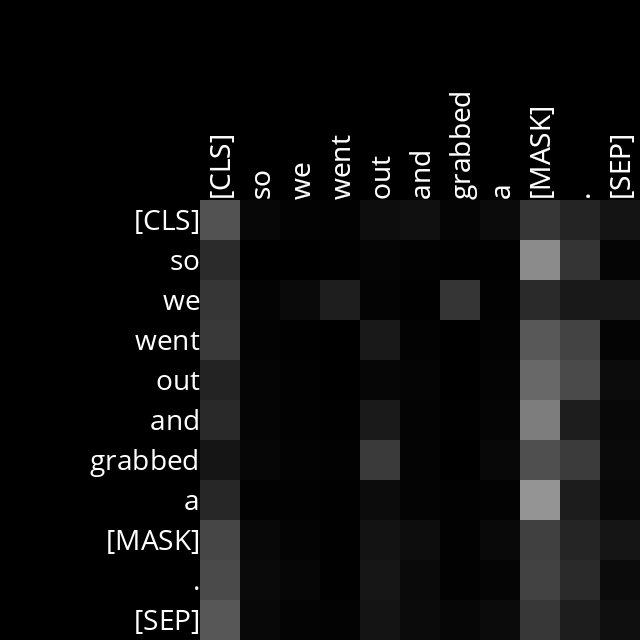 [CLS] so we went out and grabbed a [MASK] . [SEP]
[CLS]
so
we
went
out
and
grabbed
a
[MASK]
.
[SEP]